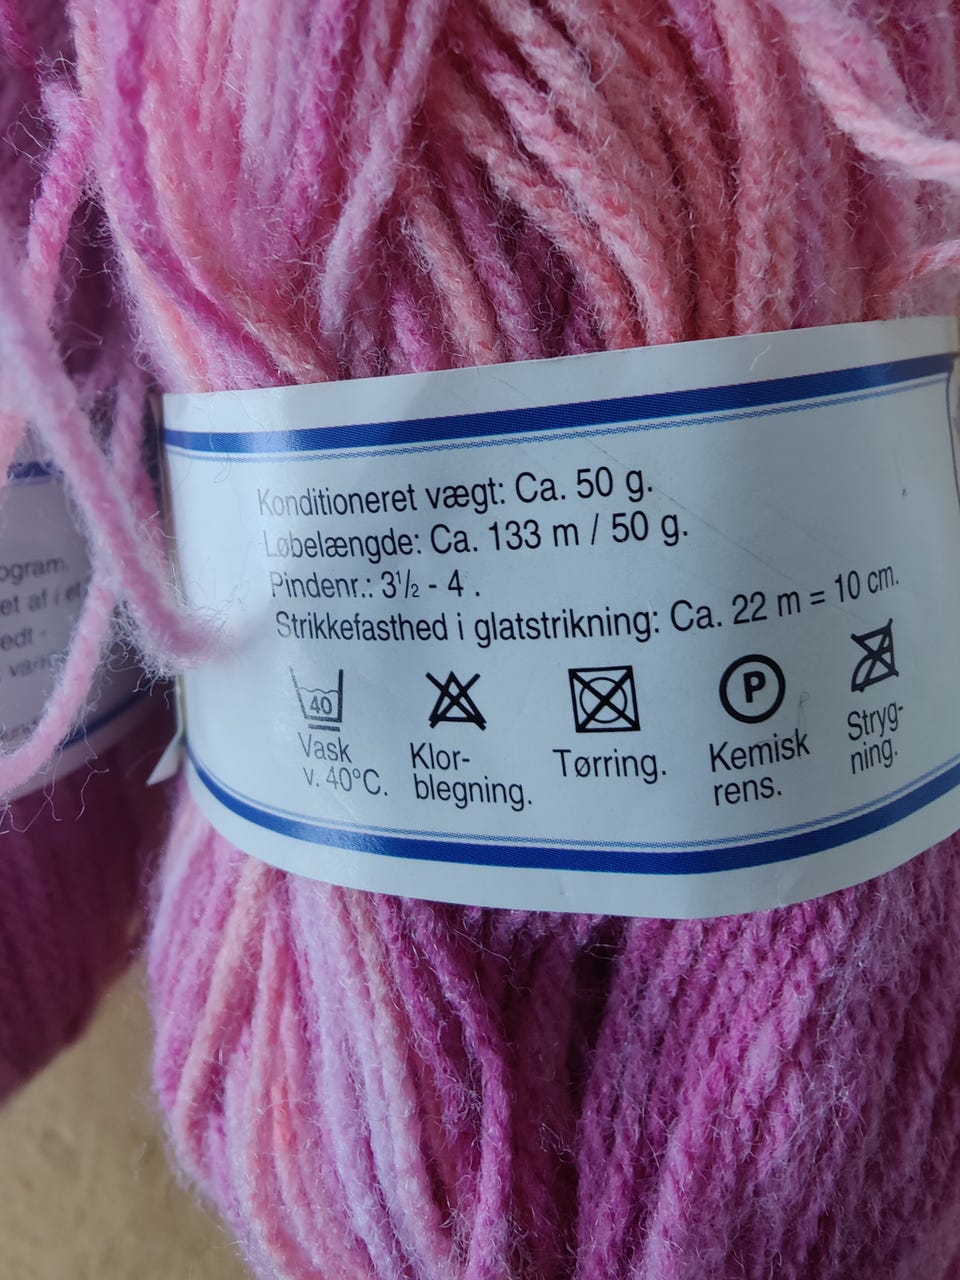 Konditioneret vægt: Ca. 50 g.
Løbelængde: Ca. 133 m / 50 g.
Pindenr.: 3½ - 4 .
Strikkefasthed i glatstrikning: Ca. 22 m = 10 cm.
40
P
Vask
v. 40°C.
Klor-
blegning.
Tørring.
Kemisk
rens.
Stryg-
ning.
af i